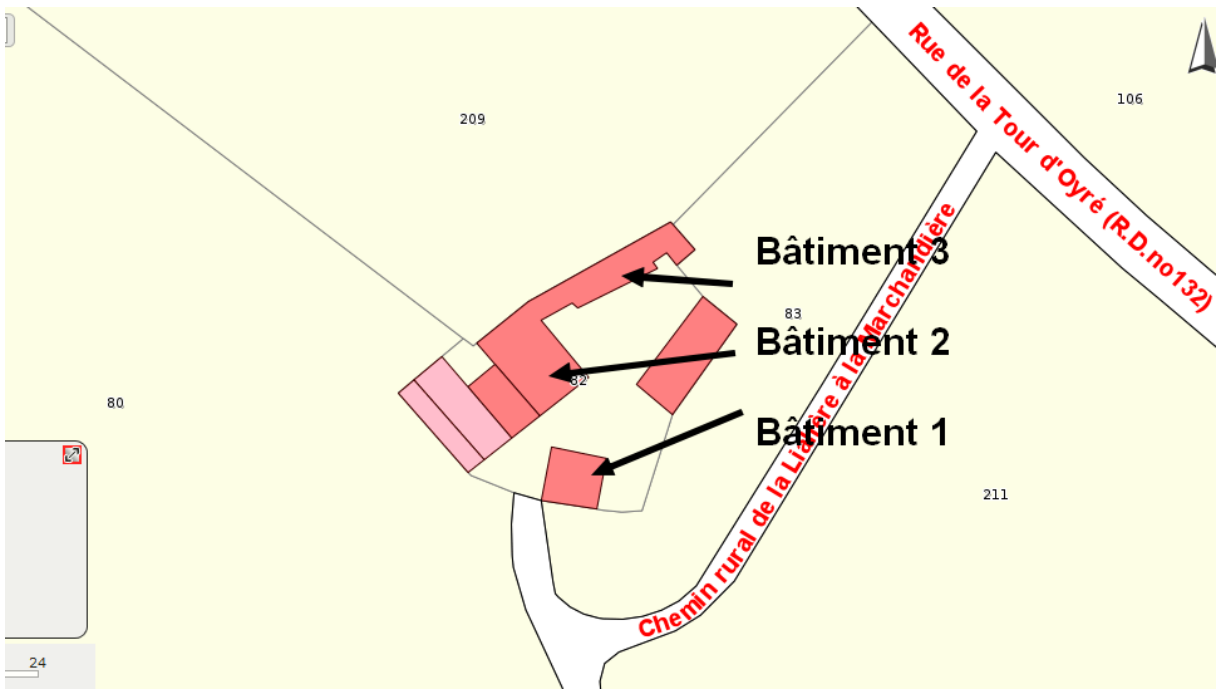 Rue de la Tour d'Oyré (R.D.no132)
106
209
Bâtiment 3
83
Bâtiment 2
82
80
Bâtiment 1
211
Chemin rural de la Lialière à la Marchandière
24